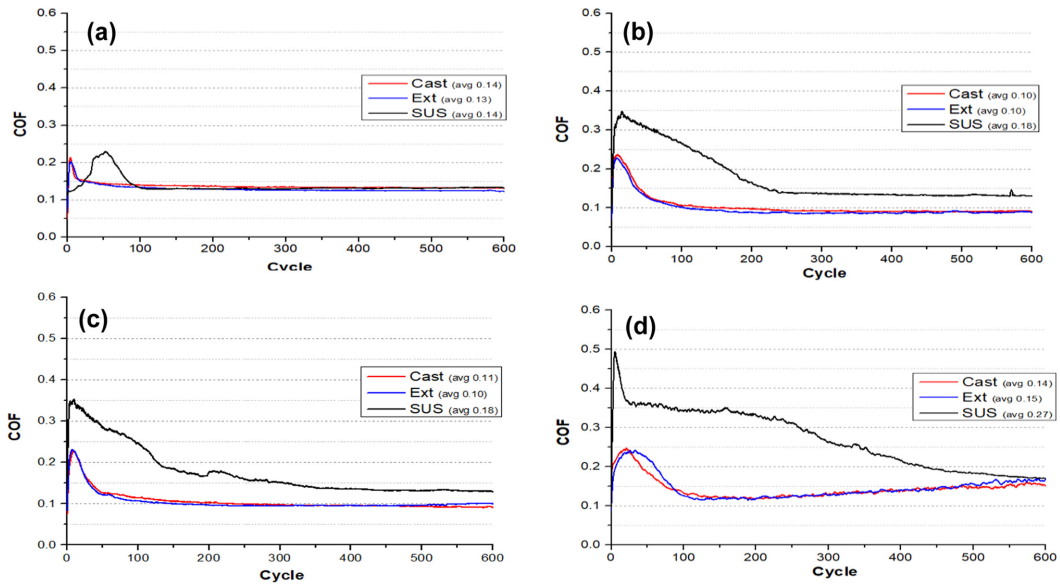 (a)
COF
0.6
0.5
0.4
0.3
0.2
0.1
0.0
Cast (avg 0.14)
Ext (avg 0.13)
SUS (avg 0.14)
0 100 200 300 400 500 600
Cvcle
(b)
COF
0.6
0.5
0.4
0.3
0.2
0.1
0.0
Cast (avg 0.10)
Ext (avg 0.10)
SUS (avg 0.18)
0 100 200 300 400 500 600
Cycle
(c)
COF
0.6
0.5
0.4
0.3
0.2
0.1
0.0
Cast (avg 0.11)
Ext (avg 0.10)
SUS (avg 0.18)
0 100 200 300 400 500 600
Cycle
(d)
COF
0.6
0.5
0.4
0.3
0.2
0.1
0.0
Cast (avg 0.14)
Ext (avg 0.15)
SUS (avg 0.27)
0 100 200 300 400 500 600
Cycle